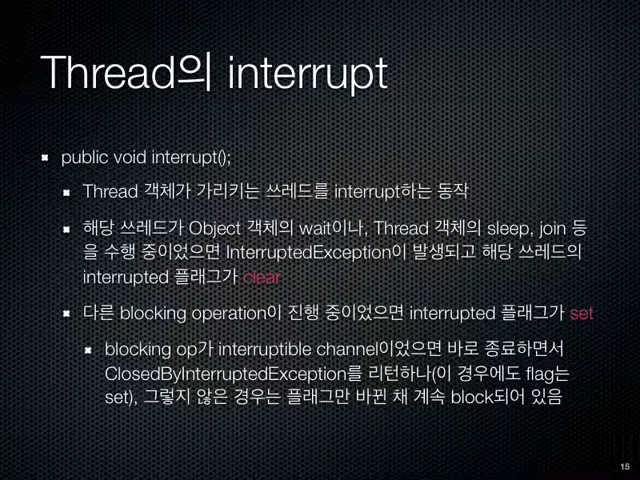 Thread의 interrupt
public void interrupt();
Thread 객체가 가리키는 쓰레드를 interrupt하는 동작
해당 쓰레드가 Object 객체의 wait이나, Thread 객체의 sleep, join 등
을 수행 중이었으면 InterruptedException이 발생되고 해당 쓰레드의
interrupted 플래그가 clear
다른 blocking operation이 진행 중이었으면 interrupted 플래그가 set
blocking op가 interruptible channel이었으면 바로 종료하면서
ClosedByInterruptedException를 리턴하나(이 경우에도 flag는
set), 그렇지 않은 경우는 플래그만 바뀐 채 계속 block되어 있음
15